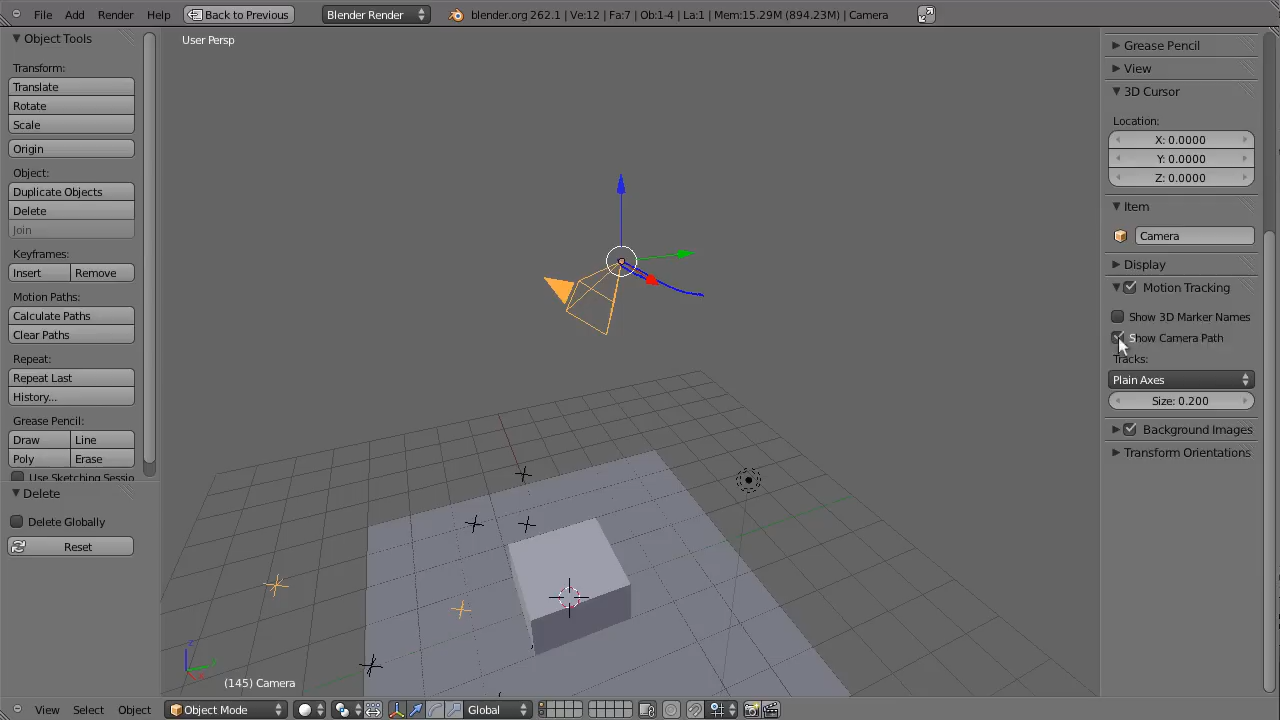 File Add Render Help Back to Previous Blender Render blender.org 262.1 | Ve:12 | Fa:7 | Ob:1-4 | La:1 | Mem:15.29M (894.23M) | Camera
Object Tools
Transform:
Translate
Rotate
Scale
Origin
Object:
Duplicate Objects
Delete
Join
Keyframes:
Insert Remove
Motion Paths:
Calculate Paths
Clear Paths
Repeat:
Repeat Last
History...
Grease Pencil:
Draw Line
Poly Erase
Use Sketching Sessio
Delete
Delete Globally
Reset
User Persp
z
y
(145) Camera
Grease Pencil
View
3D Cursor
Location:
X: 0.0000
Y: 0.0000
Z: 0.0000
Item
Camera
Display
Motion Tracking
Show 3D Marker Names
Show Camera Path
Tracks:
Plain Axes
Size: 0.200
Background Images
Transform Orientations
View Select Object Object Mode Global